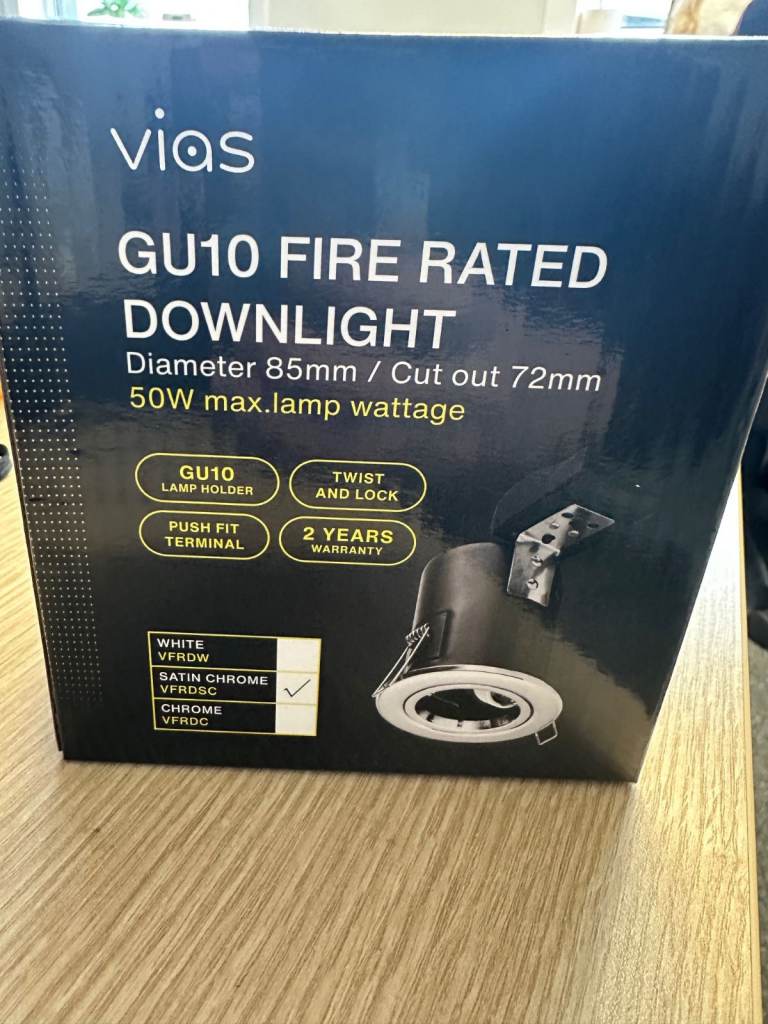 vias
GU10 FIRE RATED
DOWNLIGHT
Diameter 85mm / Cut out 72mm
50W max.lamp wattage
GU10
LAMP HOLDER
TWIST
AND LOCK
PUSH FIT
TERMINAL
2 YEARS
WARRANTY
WHITE
VFRDW
SATIN CHROME
VFRDSC
CHROME
VFRDC